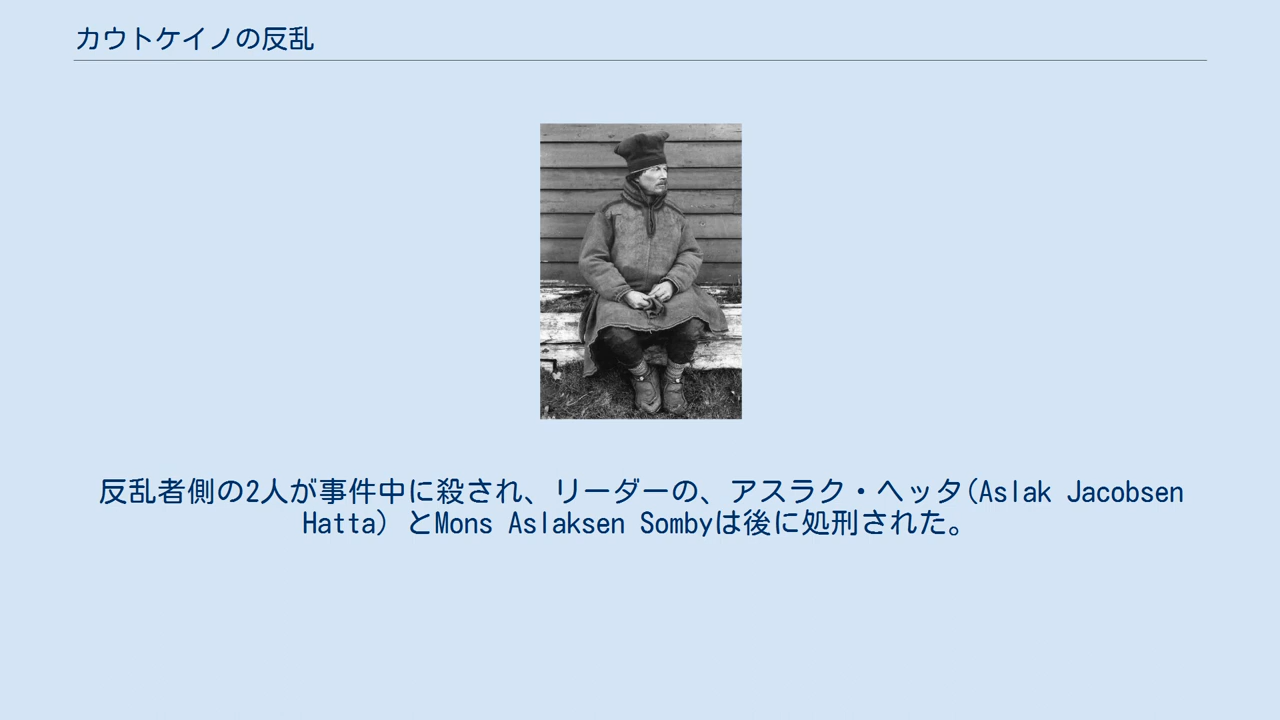 カウトケイノの反乱
反乱者側の2人が事件中に殺され、リーダーの、アスラク・ヘッタ(Aslak Jacobsen
Hatta) とMons Aslaksen Sombyは後に処刑された。